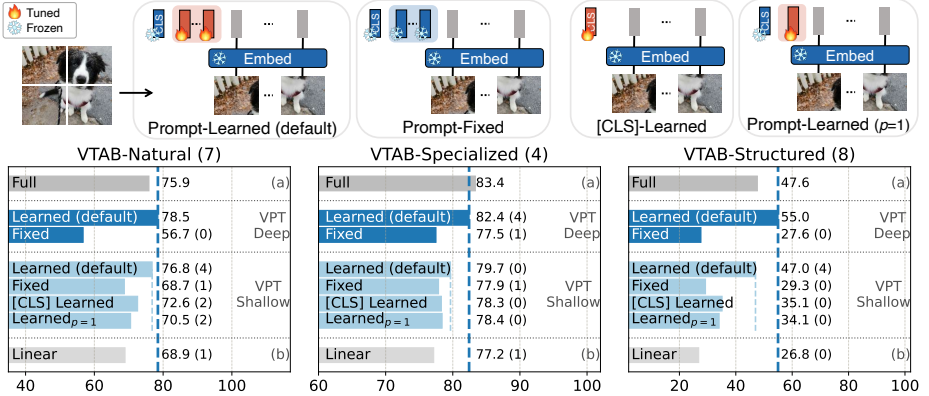 Tuned
Frozen
CLS
...
Embed
...
Prompt-Learned (default)
CLS
...
Embed
...
Prompt-Fixed
CLS
...
Embed
...
[CLS]-Learned
CLS
...
Embed
...
Prompt-Learned (p=1)
VTAB-Natural (7)
Full 75.9 (a)
Learned (default) 78.5 VPT
Fixed 56.7 (0) Deep
Learned (default) 76.8 (4)
Fixed 68.7 (1) VPT
[CLS] Learned 72.6 (2) Shallow
Learned p = 1 70.5 (2)
Linear 68.9 (1) (b)
40 60 80 100
VTAB-Specialized (4)
Full 83.4 (a)
Learned (default) 82.4 (4) VPT
Fixed 77.5 (1) Deep
Learned (default) 79.7 (0)
Fixed 77.9 (1) VPT
[CLS] Learned 78.3 (0) Shallow
Learned p = 1 78.4 (0)
Linear 77.2 (1) (b)
60 70 80 90 100
VTAB-Structured (8)
Full 47.6 (a)
Learned (default) 55.0 VPT
Fixed 27.6 (0) Deep
Learned (default) 47.0 (4)
Fixed 29.3 (0) VPT
[CLS] Learned 35.1 (0) Shallow
Learned p = 1 34.1 (0)
Linear 26.8 (0) (b)
20 40 60 80 100